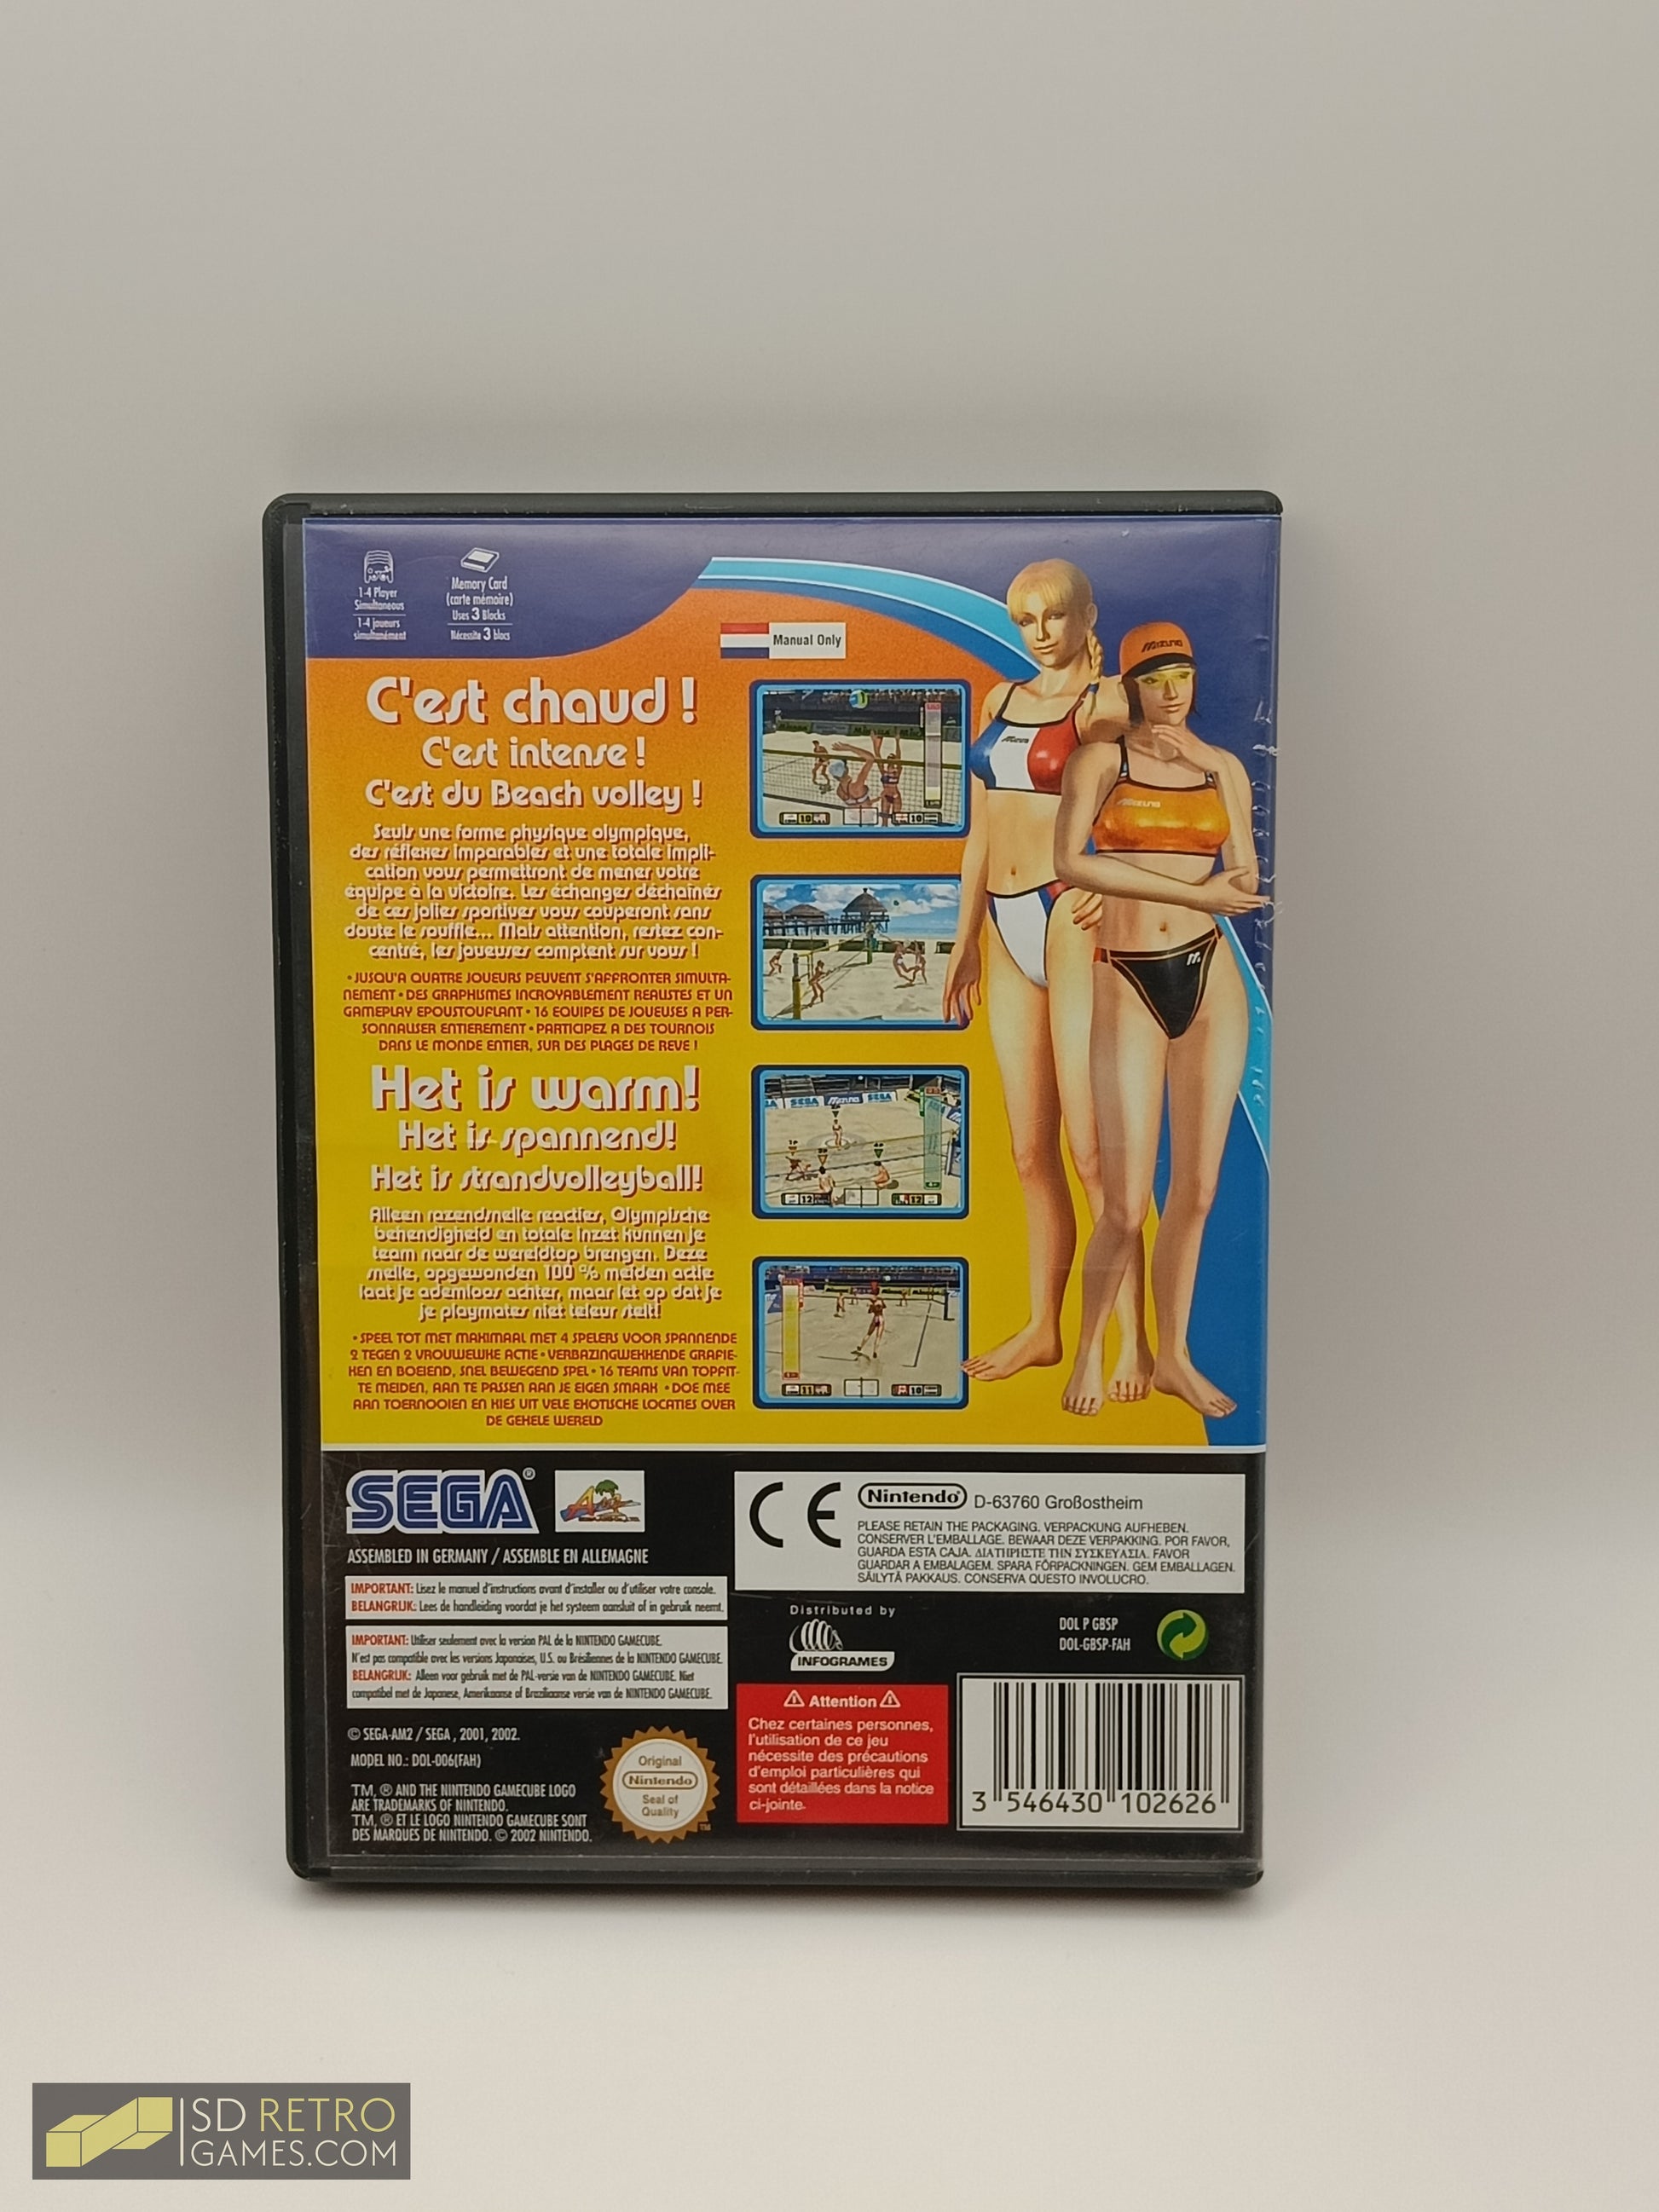 1-4 Player
Simultaneous
1-4 joueurs
simultanément
Memory Card
(carte mémoire)
Uses 3 Blocks
Nécessite 3 blocs
Manual Only
C'est chaud !
C'est intense !
C'est du Beach volley !
Seuls une forme physique olympique,
des réflexes imparables et une totale impli-
cation vous permettront de mener votre
équipe à la victoire. Les échanges déchaînés
de ces jolies sportives vous couperont sans
doute le souffle... Mais attention, restez con-
centré, les joueuses comptent sur vous !
• JUSQU'A QUATRE JOUEURS PEUVENT S'AFFRONTER SIMULTA-
NEMENT • DES GRAPHISMES INCROYABLEMENT REALISTES ET UN
GAMEPLAY EPOUSTOUFLANT • 16 EQUIPES DE JOUEUSES A PER-
SONNALISER ENTIEREMENT • PARTICIPEZ A DES TOURNOIS
DANS LE MONDE ENTIER, SUR DES PLAGES DE REVE !
Het is warm!
Het is spannend!
Het is strandvolleyball!
Alleen razendsnelle reacties, Olympische
behendigheid en totale inzet kunnen je
team naar de wereldtop brengen. Deze
snelle, opgewonden 100 % meiden actie
laat je ademloos achter, maar let op dat je
je playmates niet teleur stelt!
• SPEEL TOT MET MAXIMAAL MET 4 SPELERS VOOR SPANNENDE
2 TEGEN 2 VROUWELIJKE ACTIE • VERBAZINGWEKKENDE GRAFIE-
KEN EN BOEIEND, SNEL BEWEGEND SPEL • 16 TEAMS VAN TOPFIT-
TE MEIDEN, AAN TE PASSEN AAN JE EIGEN SMAAK • DOE MEE
AAN TOERNOOIEN EN KIES UIT VELE EXOTISCHE LOCATIES OVER
DE GEHELE WERELD
MIZUNO
MIZUNO
SEGA®
ASSEMBLED IN GERMANY / ASSEMBLE EN ALLEMAGNE
IMPORTANT: Lisez le manuel d'instructions avant d'installer ou d'utiliser votre console.
BELANGRIJK: Lees de handleiding voordat je het systeem aansluit of in gebruik neemt.
IMPORTANT: Utiliser seulement avec la version PAL de la NINTENDO GAMECUBE.
N'est pas compatible avec les versions Japonaises, U.S. ou Brésiliennes de la NINTENDO GAMECUBE.
BELANGRIJK: Alleen voor gebruik met de PAL-versie van de NINTENDO GAMECUBE. Niet
compatibel met de Japanese, Amerikaanse of Braziliaanse versie van de NINTENDO GAMECUBE.
© SEGA-AM2 / SEGA , 2001, 2002.
MODEL NO.: DOL-006(FAH)
TM, ® AND THE NINTENDO GAMECUBE LOGO
ARE TRADEMARKS OF NINTENDO.
TM, ® ET LE LOGO NINTENDO GAMECUBE SONT
DES MARQUES DE NINTENDO. © 2002 NINTENDO.
Original
Nintendo
Seal of
Quality
TM
CE
Nintendo® D-63760 Großostheim
PLEASE RETAIN THE PACKAGING. VERPACKUNG AUFHEBEN.
CONSERVER L'EMBALLAGE. BEWAAR DEZE VERPAKKING. POR FAVOR,
GUARDA ESTA CAJA. ΔΙΑΤΗΡΗΣΤΕ ΤΗΝ ΣΥΣΚΕΥΑΣΙΑ. FAVOR
GUARDAR A EMBALAGEM. SPARA FÖRPACKNINGEN. GEM EMBALLAGEN.
SÄILYTÄ PAKKAUS. CONSERVA QUESTO INVOLUCRO.
Distributed by
INFOGRAMES
DOL P GBSP
DOL-GBSP-FAH
Attention
Chez certaines personnes,
l'utilisation de ce jeu
nécessite des précautions
d'emploi particulières qui
sont détaillées dans la notice
ci-jointe.
3 546430 102626
SD RETRO
GAMES.COM